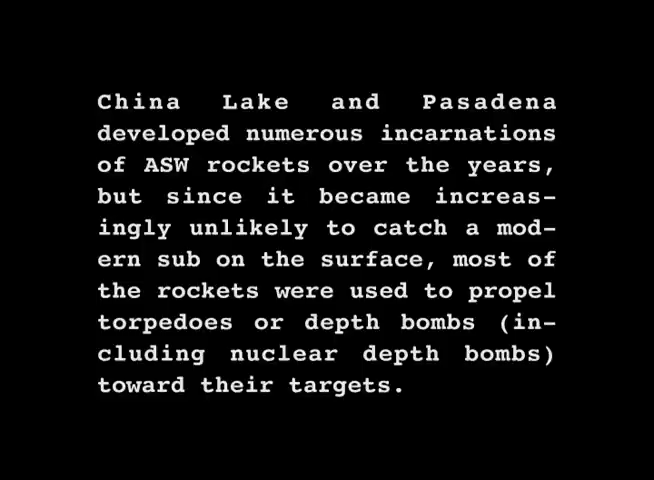 China Lake and Pasadena
developed numerous incarnations
of ASW rockets over the years,
but since it became increas-
ingly unlikely to catch a mod-
ern sub on the surface, most of
the rockets were used to propel
torpedoes or depth bombs (in-
cluding nuclear depth bombs)
toward their targets.